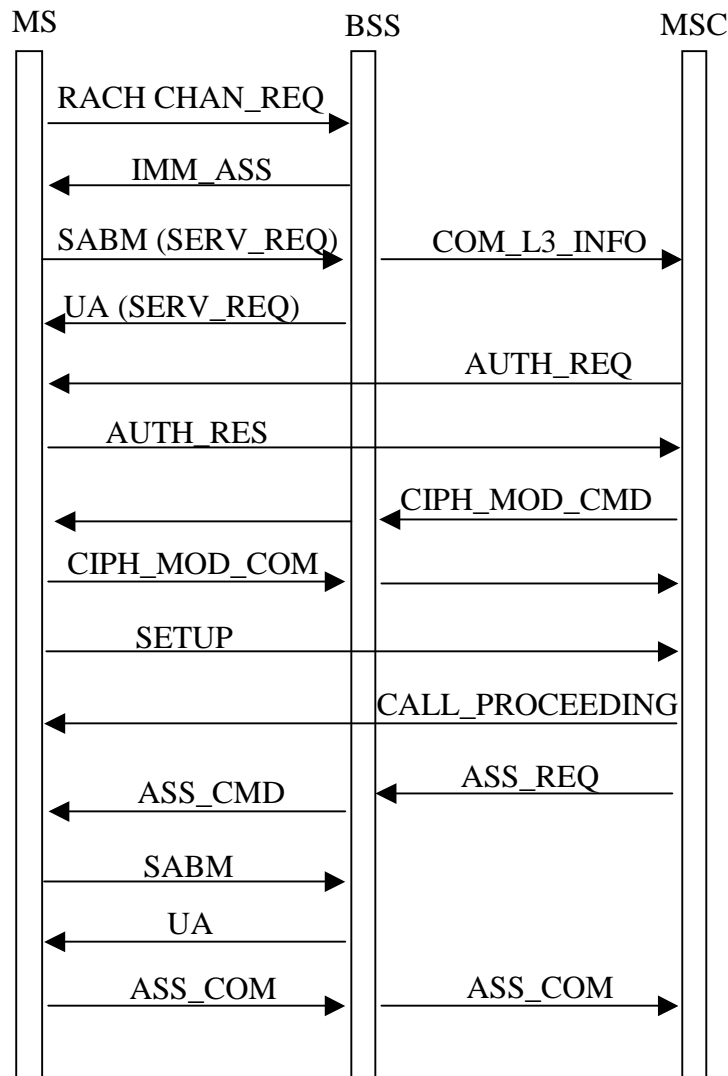 MS BSS MSC
RACH CHAN_REQ
IMM_ASS
SABM (SERV_REQ) COM_L3_INFO
UA (SERV_REQ)
AUTH_REQ
AUTH_RES
CIPH_MOD_CMD
CIPH_MOD_COM
SETUP
CALL_PROCEEDING
ASS_REQ
ASS_CMD
SABM
UA
ASS_COM ASS_COM